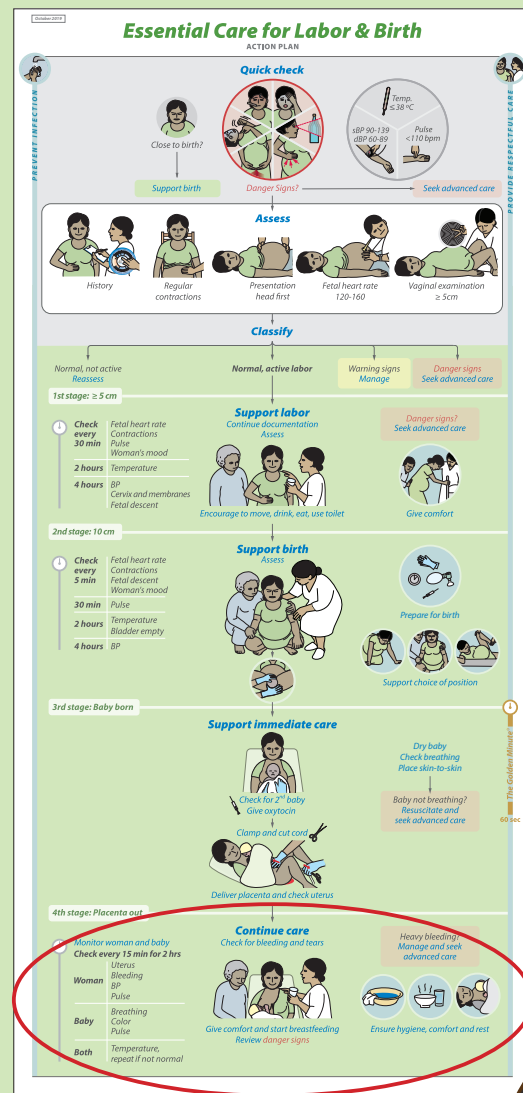 October 2019
Essential Care for Labor & Birth
ACTION PLAN
PREVENT INFECTION
PROVIDE RESPECTFUL CARE
Quick check
Close to birth?
Temp.
≤38 ºC
sBP 90-139
dBP 60-89
Pulse
<110 bpm
Support birth
Danger Signs?
Seek advanced care
Assess
History
Regular
contractions
Presentation
head first
Fetal heart rate
120-160
Vaginal examination
≥ 5cm
Classify
Normal, not active
Reassess
Normal, active labor
Warning signs
Manage
Danger signs
Seek advanced care
1st stage: ≥ 5 cm
Check
every
30 min
Fetal heart rate
Contractions
Pulse
Woman's mood
2 hours
Temperature
4 hours
BP
Cervix and membranes
Fetal descent
Support labor
Continue documentation
Assess
Encourage to move, drink, eat, use toilet
Danger signs?
Seek advanced care
Give comfort
2nd stage: 10 cm
Check
every
5 min
Fetal heart rate
Contractions
Fetal descent
Woman's mood
30 min
Pulse
2 hours
Temperature
Bladder empty
4 hours
BP
Support birth
Assess
Prepare for birth
Support choice of position
3rd stage: Baby born
Support immediate care
Check for 2nd baby
Give oxytocin
Clamp and cut cord
Deliver placenta and check uterus
Dry baby
Check breathing
Place skin-to-skin
Baby not breathing?
Resuscitate and
seek advanced care
The Golden Minute®
60 sec
4th stage: Placenta out
Monitor woman and baby
Check every 15 min for 2 hrs
Woman
Uterus
Bleeding
BP
Pulse
Baby
Breathing
Color
Pulse
Both
Temperature,
repeat if not normal
Continue care
Check for bleeding and tears
Give comfort and start breastfeeding
Review danger signs
Heavy bleeding?
Manage and seek
advanced care
Ensure hygiene, comfort and rest